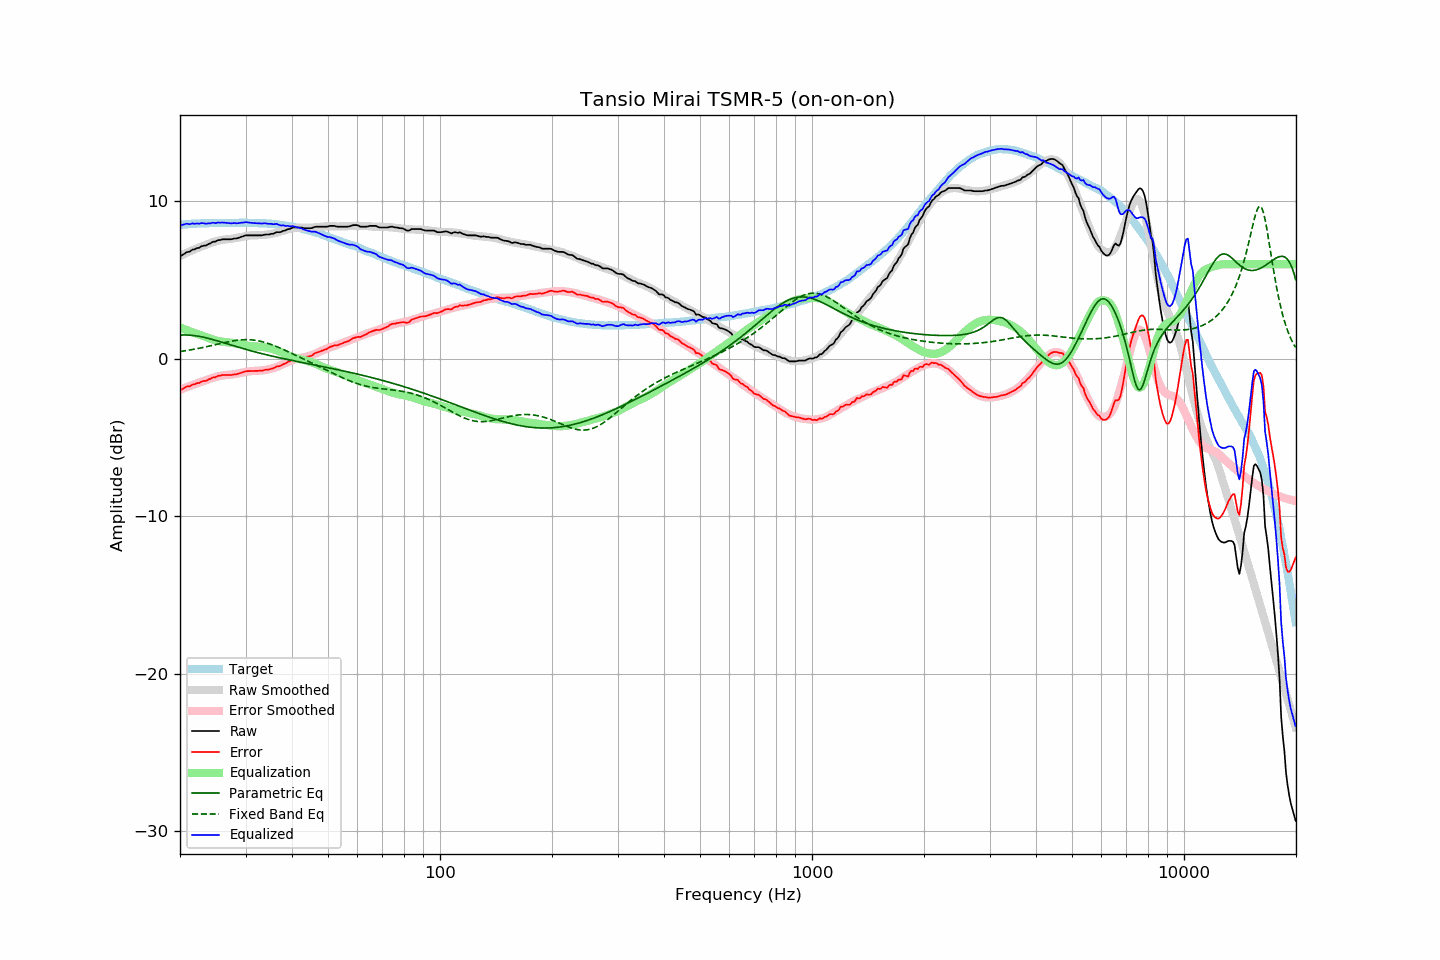 Tansio Mirai TSMR-5 (on-on-on)
Amplitude (dBr)
10
0
−10
−20
−30
Target
Raw Smoothed
Error Smoothed
Raw
Error
Equalization
Parametric Eq
Fixed Band Eq
Equalized
100
1000
10000
Frequency (Hz)